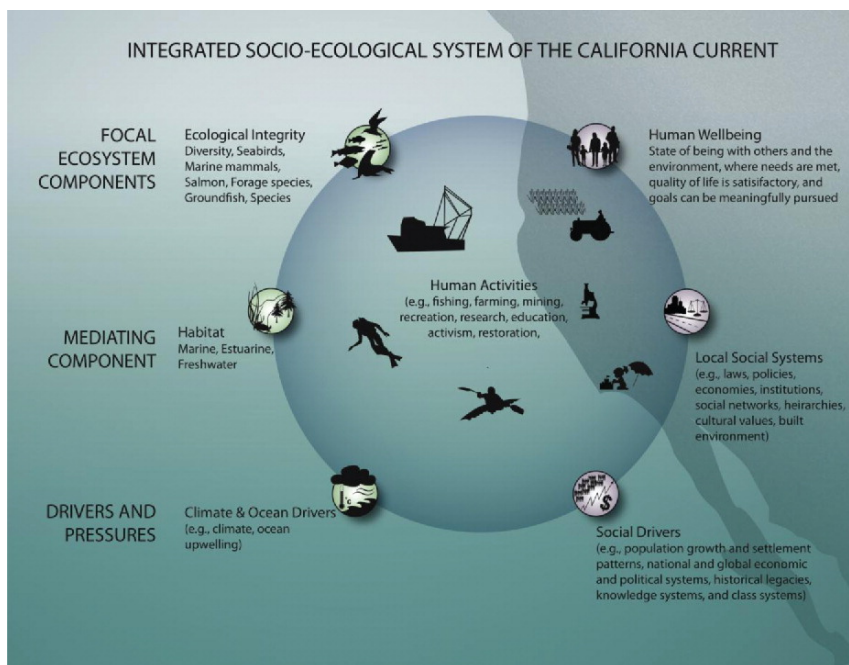 INTEGRATED SOCIO-ECOLOGICAL SYSTEM OF THE CALIFORNIA CURRENT
FOCAL
ECOSYSTEM
COMPONENTS
Ecological Integrity
Diversity, Seabirds,
Marine mammals,
Salmon, Forage species,
Groundfish, Species
Human Wellbeing
State of being with others and the
environment, where needs are met,
quality of life is satisifactory, and
goals can be meaningfully pursued
Human Activities
(e.g., fishing, farming, mining,
recreation, research, education,
activism, restoration,
MEDIATING
COMPONENT
Habitat
Marine, Estuarine,
Freshwater
Local Social Systems
(e.g., laws, policies,
economies, institutions,
social networks, heirarchies,
cultural values, built
environment)
DRIVERS AND
PRESSURES
Climate & Ocean Drivers
(e.g., climate, ocean
upwelling)
$
Social Drivers
(e.g., population growth and settlement
patterns, national and global economic
and political systems, historical legacies,
knowledge systems, and class systems)